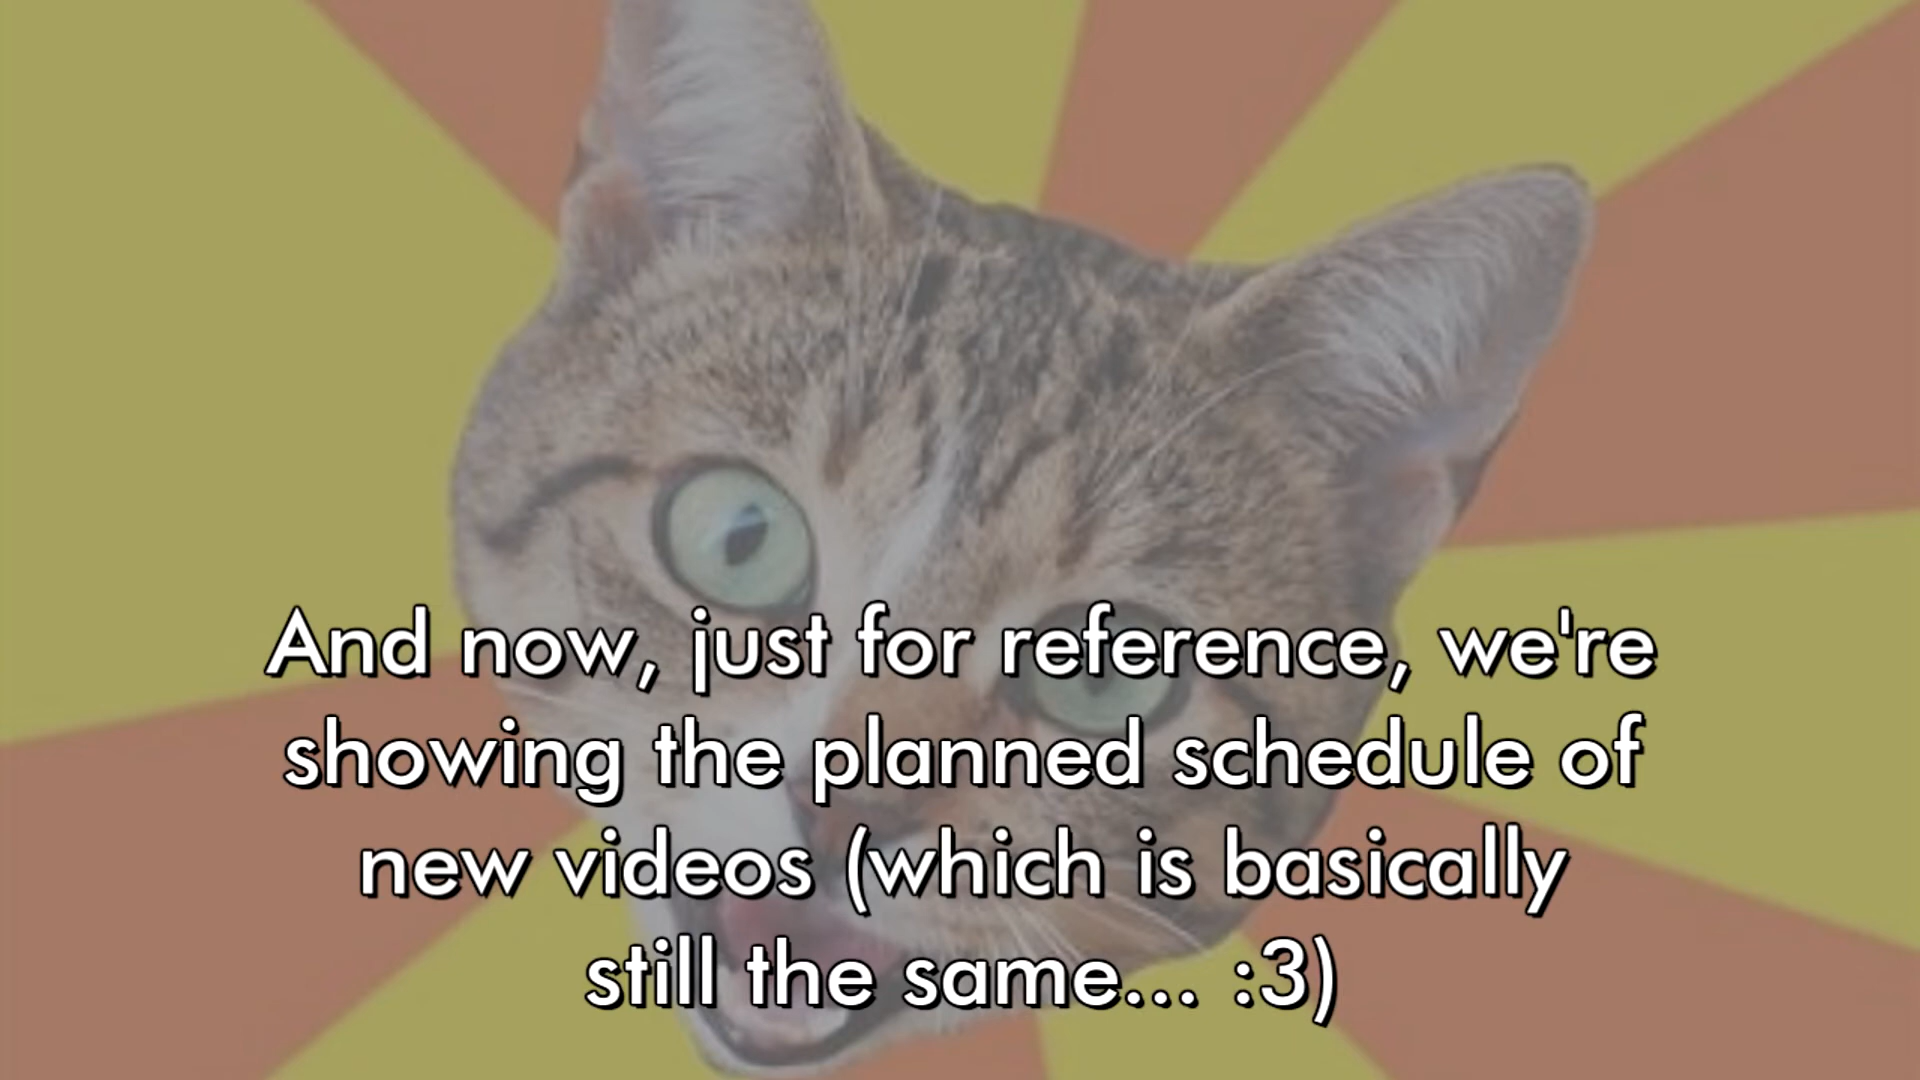 And now, just for reference, we're
showing the planned schedule of
new videos (which is basically
still the same... :3)